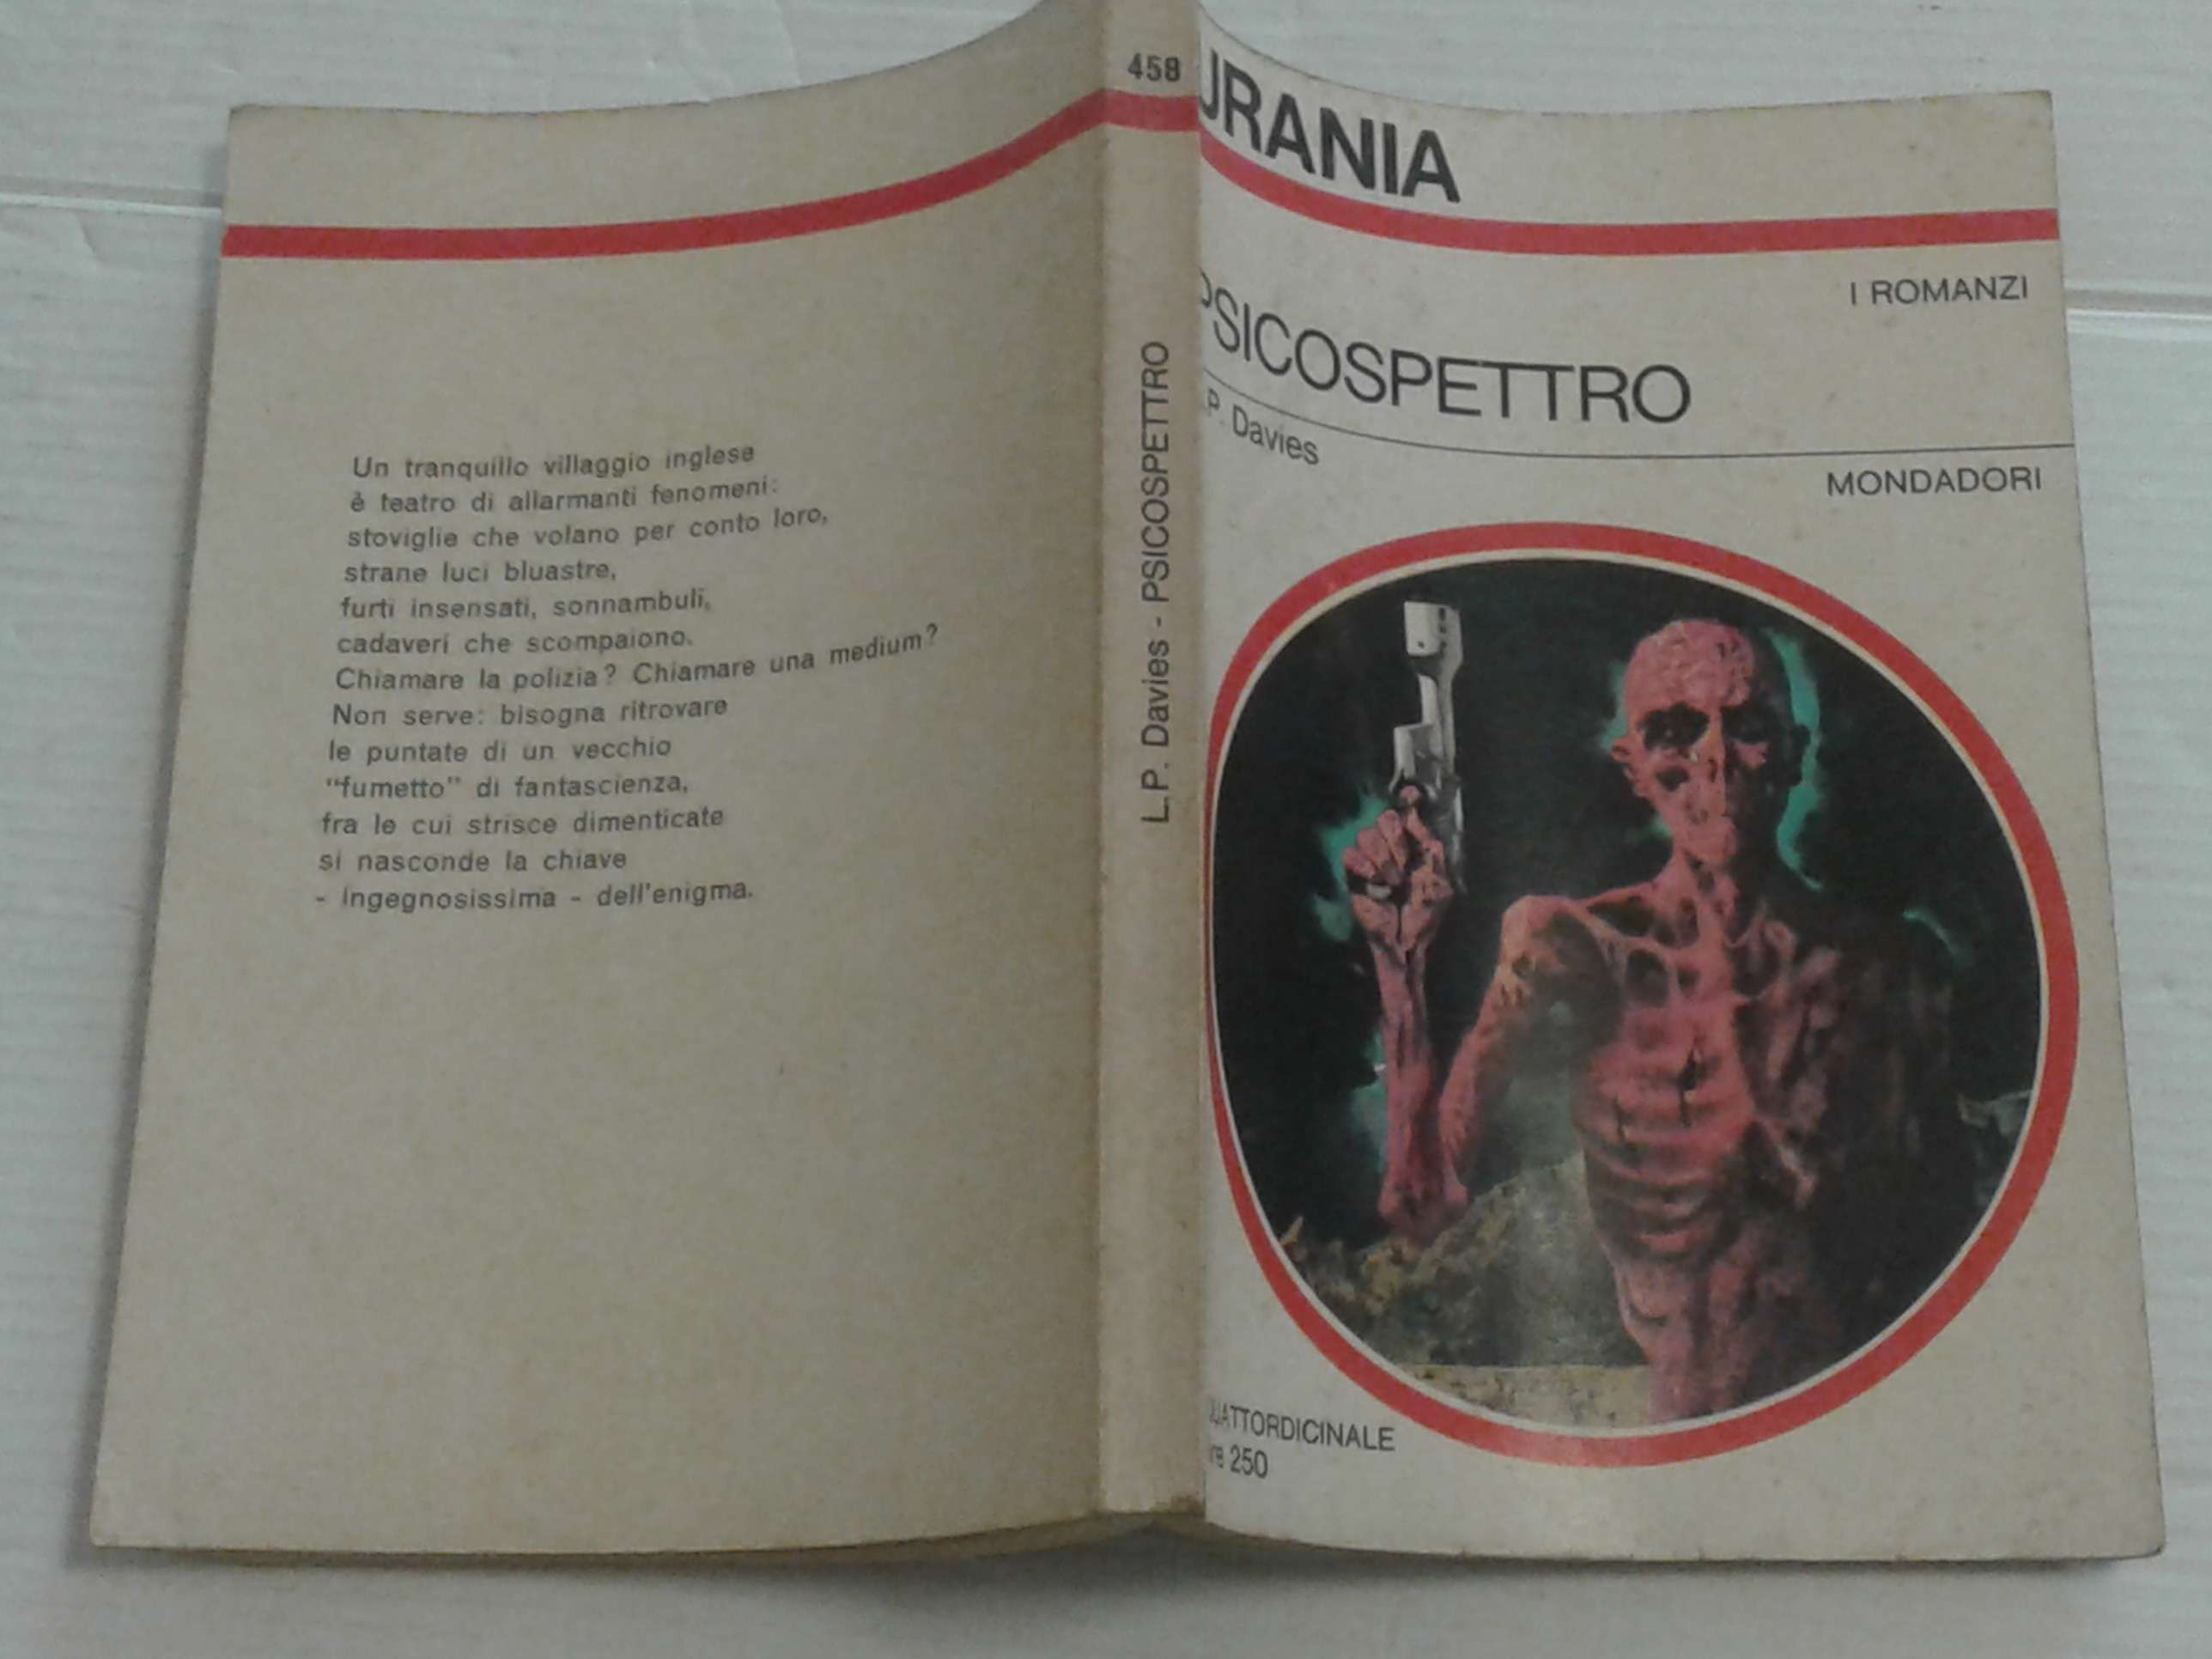 Un tranquillo villaggio inglese
è teatro di allarmanti fenomeni:
stoviglie che volano per conto loro,
strane luci bluastre,
furti insensati, sonnambuli,
cadaveri che scompaiono.
Chiamare la polizia? Chiamare una medium?
Non serve: bisogna ritrovare
le puntate di un vecchio
"fumetto" di fantascienza,
fra le cui strisce dimenticate
si nasconde la chiave
- ingegnosissima - dell'enigma.
458
L.P. Davies - PSICOSPETTRO
URANIA
I ROMANZI
PSICOSPETTRO
P. Davies
MONDADORI
QUATTORDICINALE
lire 250